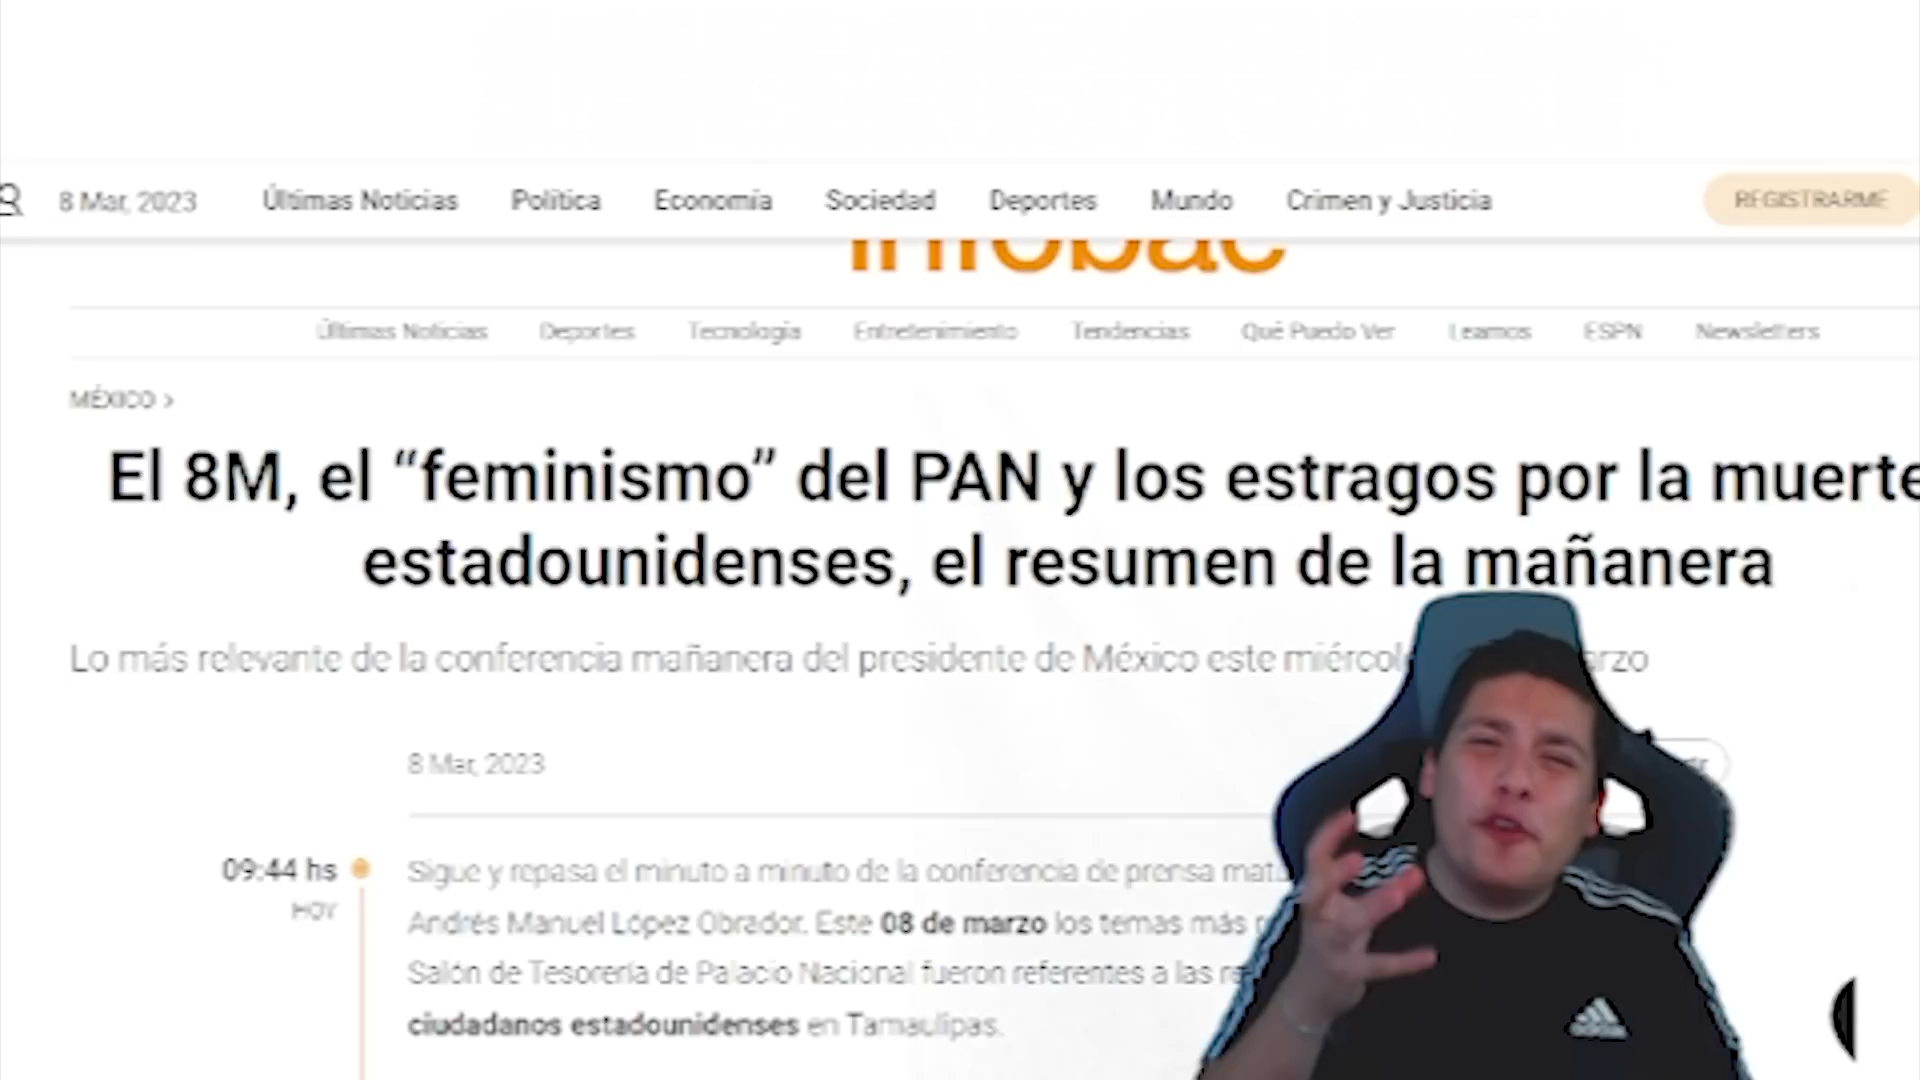 8 Mar, 2023 Últimas Noticias Política Economía Sociedad Deportes Mundo Crimen y Justicia REGISTRARME
infobae
Últimas Noticias Deportes Tecnología Entretenimiento Tendencias Qué Puedo Ver Leamos ESPN Newsletters
MÉXICO >
El 8M, el “feminismo” del PAN y los estragos por la muerte
estadounidenses, el resumen de la mañanera
Lo más relevante de la conferencia mañanera del presidente de México este
8 Mar, 2023
09:44 hs
HOY
Sigue y repasa el minuto a minuto de la conferencia de prensa
Andrés Manuel López Obrador. Este 08 de marzo los temas más
Salón de Tesorería de Palacio Nacional fueron referentes a las
ciudadanos estadounidenses en Tamaulipas.
adidas